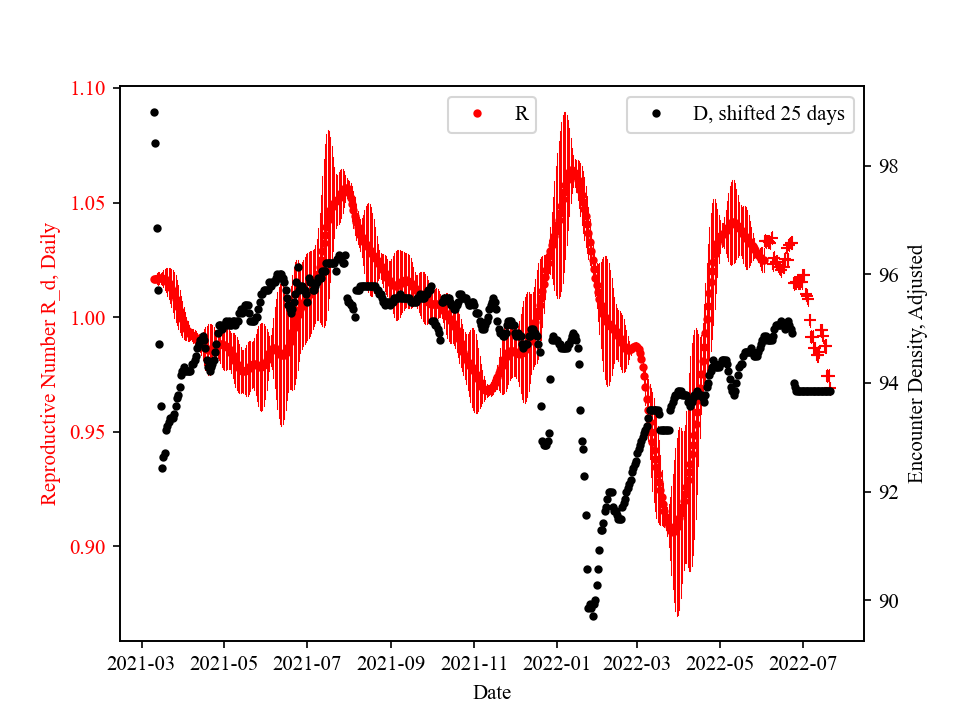 R
D, shifted 25 days
1.10
1.05
1.00
0.95
0.90
Reproductive Number R_d, Daily
98
96
94
92
90
Encounter Density, Adjusted
2021-03 2021-05 2021-07 2021-09 2021-11 2022-01 2022-03 2022-05 2022-07
Date